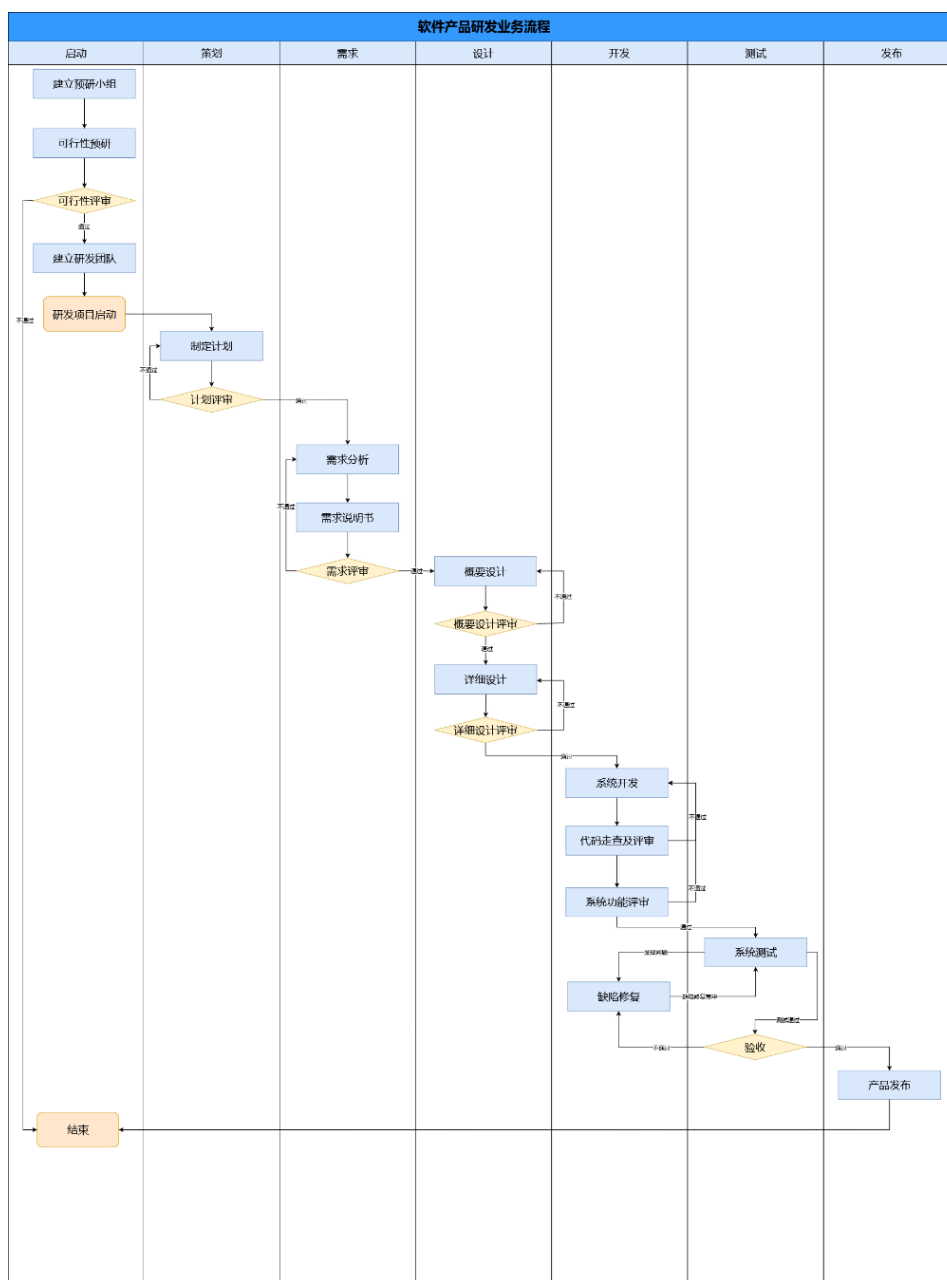 软件产品研发业务流程
启动
策划
需求
设计
开发
测试
发布
建立预研小组
可行性预研
可行性评审
通过
建立研发团队
研发项目启动
不通过
制定计划
不通过
计划评审
通过
需求分析
不通过
需求说明书
需求评审
通过
概要设计
不通过
概要设计评审
通过
详细设计
不通过
详细设计评审
通过
系统开发
不通过
代码走查及评审
不通过
系统功能评审
通过
系统测试
发现问题
缺陷修复
测试通过
不通过
验收
通过
产品发布
结束